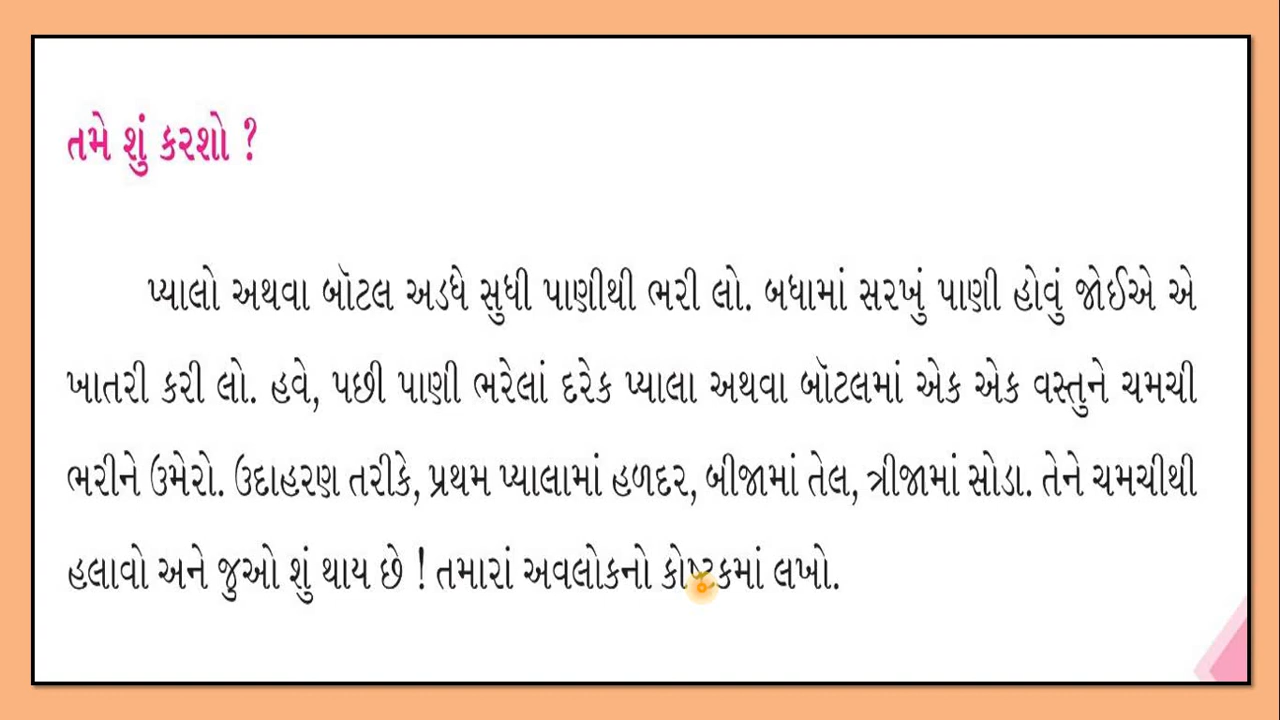 તમે શું કરશો ?
પ્યાલો અથવા બૉટલ અડધે સુધી પાણીથી ભરી લો. બધામાં સરખું પાણી હોવું જોઈએ એ
ખાતરી કરી લો. હવે, પછી પાણી ભરેલાં દરેક પ્યાલા અથવા બૉટલમાં એક એક વસ્તુને ચમચી
ભરીને ઉમેરો. ઉદાહરણ તરીકે, પ્રથમ પ્યાલામાં હળદર, બીજામાં તેલ, ત્રીજામાં સોડા. તેને ચમચીથી
હલાવો અને જુઓ શું થાય છે ! તમારાં અવલોકનો કોષ્ટકમાં લખો.